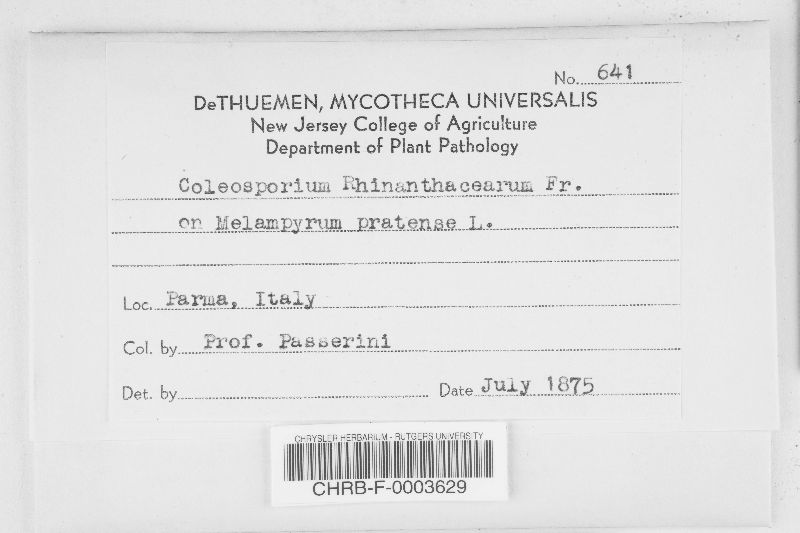 No. 641
DeTHUEMEN, MYCOTHECA UNIVERSALIS
New Jersey College of Agriculture
Department of Plant Pathology
Coleosporium Rhinanthacearum Fr.
on Melampyrum pratense L.
Loc. Parma, Italy
Col. by Prof. Passerini
Det. by
Date July 1875
CHRYSLER HERBARIUM - RUTGERS UNIVERSITY
CHRB-F-0003629